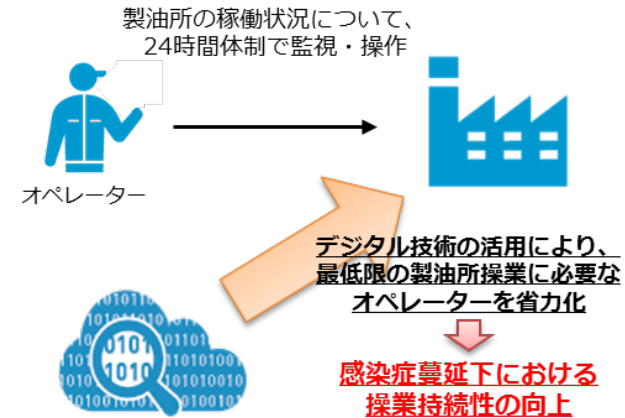 製油所の稼働状況について、
24時間体制で監視・操作
オペレーター
デジタル技術の活用により、
最低限の製油所操業に必要な
オペレーターを省力化
感染症蔓延下における
操業持続性の向上